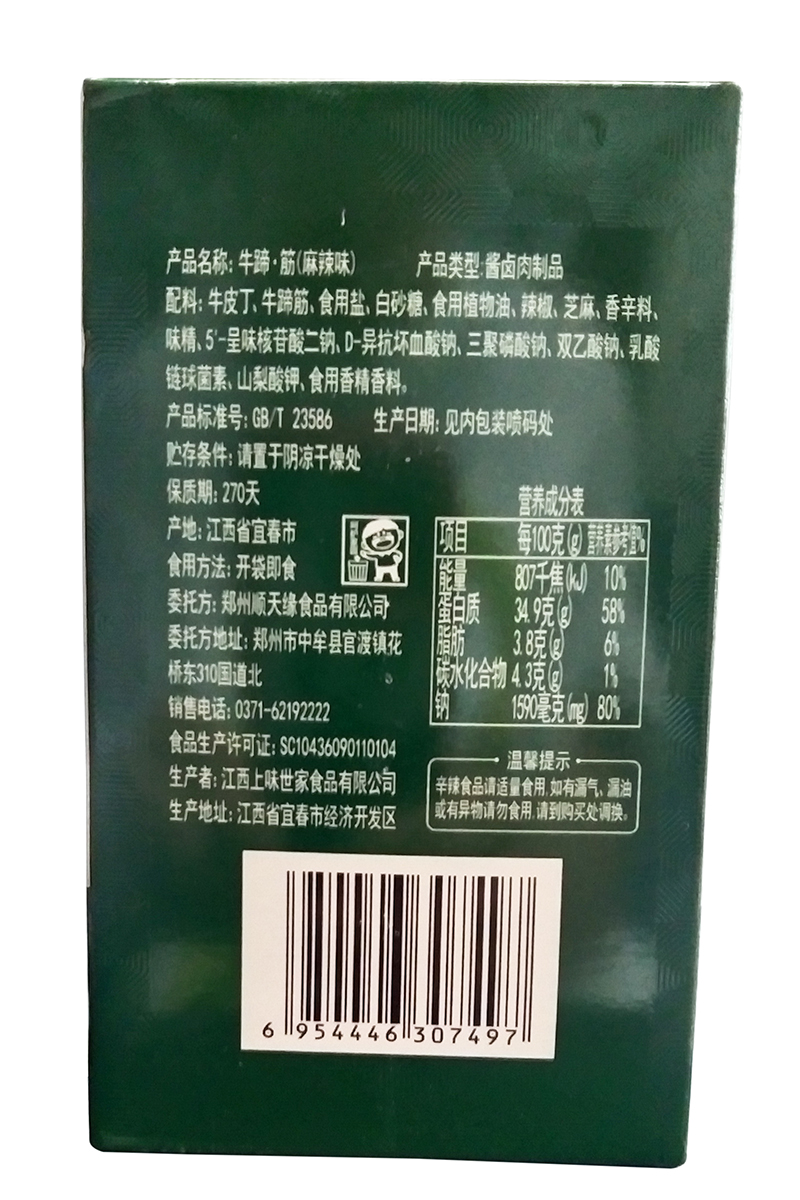 产品名称: 牛蹄·筋(麻辣味) 产品类型:酱卤肉制品
配料: 牛皮丁、牛蹄筋、食用盐、白砂糖、食用植物油、辣椒、芝麻、香辛料、
味精、5'-呈味核苷酸二钠、D-异抗坏血酸钠、三聚磷酸钠、双乙酸钠、乳酸
链球菌素、山梨酸钾、食用香精香料。
产品标准号: GB/T 23586 生产日期: 见内包装喷码处
贮存条件: 请置于阴凉干燥处
保质期: 270天
产地: 江西省宜春市
食用方法: 开袋即食
委托方: 郑州顺天缘食品有限公司
委托方地址: 郑州市中牟县官渡镇花
桥东310国道北
销售电话: 0371-62192222
食品生产许可证: SC10436090110104
生产者: 江西上味世家食品有限公司
生产地址: 江西省宜春市经济开发区
营养成分表
项目 每100克(g) 营养素参考值%
能量 807千焦(kJ) 10%
蛋白质 34.9克(g) 58%
脂肪 3.8克(g) 6%
碳水化合物 4.3克(g) 1%
钠 1590毫克(mg) 80%
温馨提示
辛辣食品请适量食用,如有漏气、漏油
或有异物请勿食用,请到购买处调换。
6 954446 307497